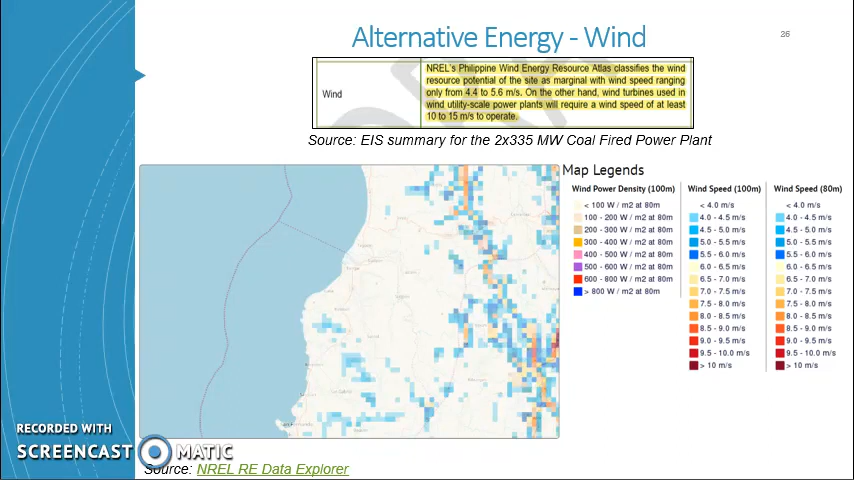 Alternative Energy - Wind
26
Wind
NREL's Philippine Wind Energy Resource Atlas classifies the wind
resource potential of the site as marginal with wind speed ranging
only from 4.4 to 5.6 m/s. On the other hand, wind turbines used in
wind utility-scale power plants will require a wind speed of at least
10 to 15 m/s to operate.
Source: EIS summary for the 2x335 MW Coal Fired Power Plant
Map Legends
Wind Power Density (100m)
< 100 W / m2 at 80m
100 - 200 W / m2 at 80m
200 - 300 W / m2 at 80m
300 - 400 W / m2 at 80m
400 - 500 W / m2 at 80m
500 - 600 W / m2 at 80m
600 - 800 W / m2 at 80m
> 800 W / m2 at 80m
Wind Speed (100m)
< 4.0 m/s
4.0 - 4.5 m/s
4.5 - 5.0 m/s
5.0 - 5.5 m/s
5.5 - 6.0 m/s
6.0 - 6.5 m/s
6.5 - 7.0 m/s
7.0 - 7.5 m/s
7.5 - 8.0 m/s
8.0 - 8.5 m/s
8.5 - 9.0 m/s
9.0 - 9.5 m/s
9.5 - 10.0 m/s
> 10 m/s
Wind Speed (80m)
< 4.0 m/s
4.0 - 4.5 m/s
4.5 - 5.0 m/s
5.0 - 5.5 m/s
5.5 - 6.0 m/s
6.0 - 6.5 m/s
6.5 - 7.0 m/s
7.0 - 7.5 m/s
7.5 - 8.0 m/s
8.0 - 8.5 m/s
8.5 - 9.0 m/s
9.0 - 9.5 m/s
9.5 - 10.0 m/s
> 10 m/s
RECORDED WITH
SCREENCAST MATIC
Source: NREL RE Data Explorer